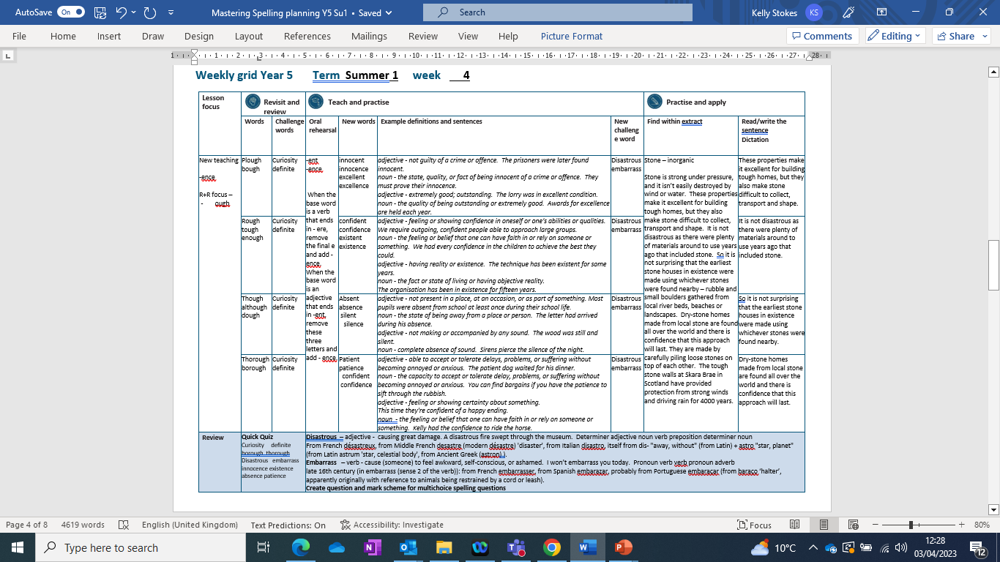 AutoSave On Mastering Spelling planning Y5 Su1 • Saved Search Kelly Stokes KS
File Home Insert Draw Design Layout References Mailings Review View Help Picture Format Comments Editing Share
1 1 2 3 4 5 6 7 8 9 10 11 12 13 14 15 16 17 18 19 20 21 22 23 24 25 26 27 28
Weekly grid Year 5 Term Summer 1 week 4
Lesson
focus
Revisit and
review
Teach and practise
Practise and apply
Words
Challenge
words
Oral
rehearsal
New words
Example definitions and sentences
New
challeng
e word
Find within extract
Read/write the
sentence
Dictation
New teaching
-ence
R+R focus –
- ough
Plough
bough
Curiosity
definite
-ent
-ence
When the
base word
is a verb
that ends
in - ere,
remove
the final e
and add -
ence.
When the
base word
is an
adjective
that ends
in -ent,
remove
these
three
letters and
add - ence
innocent
innocence
excellent
excellence
adjective - not guilty of a crime or offence. The prisoners were later found
innocent.
noun - the state, quality, or fact of being innocent of a crime or offence. They
must prove their innocence.
adjective - extremely good; outstanding. The lorry was in excellent condition.
noun - the quality of being outstanding or extremely good. Awards for excellence
are held each year.
Disastrous
embarrass
Stone – inorganic
Stone is strong under pressure,
and it isn't easily destroyed by
wind or water. These properties
make it excellent for building
tough homes, but they also
make stone difficult to collect,
transport and shape. It is not
disastrous as there were plenty
of materials around to use years
ago that included stone. So it is
not surprising that the earliest
stone houses in existence were
made using whichever stones
were found nearby – rubble and
small boulders gathered from
local river beds, beaches or
landscapes. Dry-stone homes
made from local stone are found
all over the world and there is
confidence that this approach
will last. They are made by
carefully piling loose stones on
top of each other. The tough
stone walls at Skara Brae in
Scotland have provided
protection from strong winds
and driving rain for 4000 years.
These properties make
it excellent for building
tough homes, but they
also make stone
difficult to collect,
transport and shape.
Rough
tough
enough
Curiosity
definite
confident
confidence
existent
existence
adjective - feeling or showing confidence in oneself or one's abilities or qualities.
We require outgoing, confident people able to approach large groups.
noun - the feeling or belief that one can have faith in or rely on someone or
something. We had every confidence in the children to achieve the best they
could.
adjective - having reality or existence. The technique has been existent for some
years.
noun - the fact or state of living or having objective reality.
The organisation has been in existence for fifteen years.
Disastrous
embarrass
It is not disastrous as
there were plenty of
materials around to
use years ago that
included stone.
Though
although
dough
Curiosity
definite
Absent
absence
silent
silence
adjective - not present in a place, at an occasion, or as part of something. Most
pupils were absent from school at least once during their school life.
noun - the state of being away from a place or person. The letter had arrived
during his absence.
adjective - not making or accompanied by any sound. The wood was still and
silent.
noun - complete absence of sound. Sirens pierce the silence of the night.
Disastrous
embarrass
So it is not surprising
that the earliest stone
houses in existence
were made using
whichever stones were
found nearby.
Thorough
borough
Curiosity
definite
Patient
patience
confident
confidence
adjective - able to accept or tolerate delays, problems, or suffering without
becoming annoyed or anxious. The patient dog waited for his dinner.
noun - the capacity to accept or tolerate delay, problems, or suffering without
becoming annoyed or anxious. You can find bargains if you have the patience to
sift through the rubbish.
adjective - feeling or showing certainty about something.
This time they're confident of a happy ending.
noun - the feeling or belief that one can have faith in or rely on someone or
something. Kelly had the confidence to ride the horse.
Disastrous
embarrass
Dry-stone homes
made from local stone
are found all over the
world and there is
confidence that this
approach will last.
Review
Quick Quiz
Curiosity definite
borough thorough
Disastrous embarrass
innocence existence
absence patience
Disastrous – adjective - causing great damage. A disastrous fire swept through the museum. Determiner adjective noun verb preposition determiner noun
From French désastreux, from Middle French desastre (modern désastre) 'disaster', from Italian disastro, itself from dis- "away, without" (from Latin) + astro "star, planet"
(from Latin astrum 'star, celestial body', from Ancient Greek (astron).).
Embarrass – verb - cause (someone) to feel awkward, self-conscious, or ashamed. I won't embarrass you today. Pronoun verb verb pronoun adverb
late 16th century (in embarrass (sense 2 of the verb)): from French embarrasser, from Spanish embarazar, probably from Portuguese embaraçar (from baraço 'halter',
apparently originally with reference to animals being restrained by a cord or leash).
Create question and mark scheme for multichoice spelling questions
Page 4 of 8 4619 words English (United Kingdom) Text Predictions: On Accessibility: Investigate Focus 80%
Type here to search 10°C 12:28
03/04/2023 12